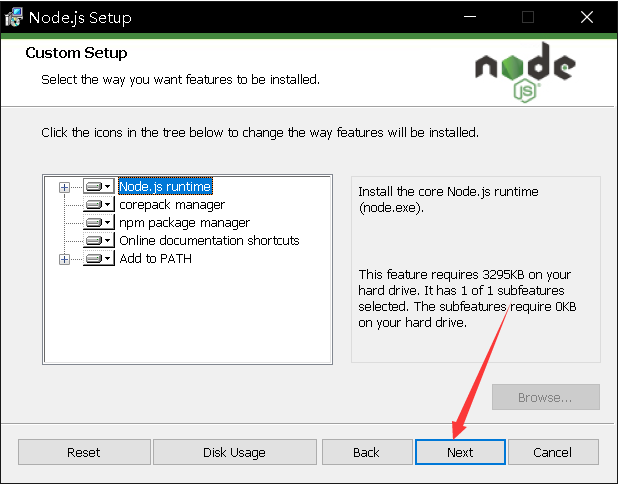 Node.js Setup
Custom Setup
Select the way you want features to be installed.
node
JS
Click the icons in the tree below to change the way features will be installed.
Node.js runtime
corepack manager
npm package manager
Online documentation shortcuts
Add to PATH
Install the core Node.js runtime
(node.exe).
This feature requires 3295KB on your
hard drive. It has 1 of 1 subfeatures
selected. The subfeatures require 0KB
on your hard drive.
Browse...
Reset
Disk Usage
Back
Next
Cancel